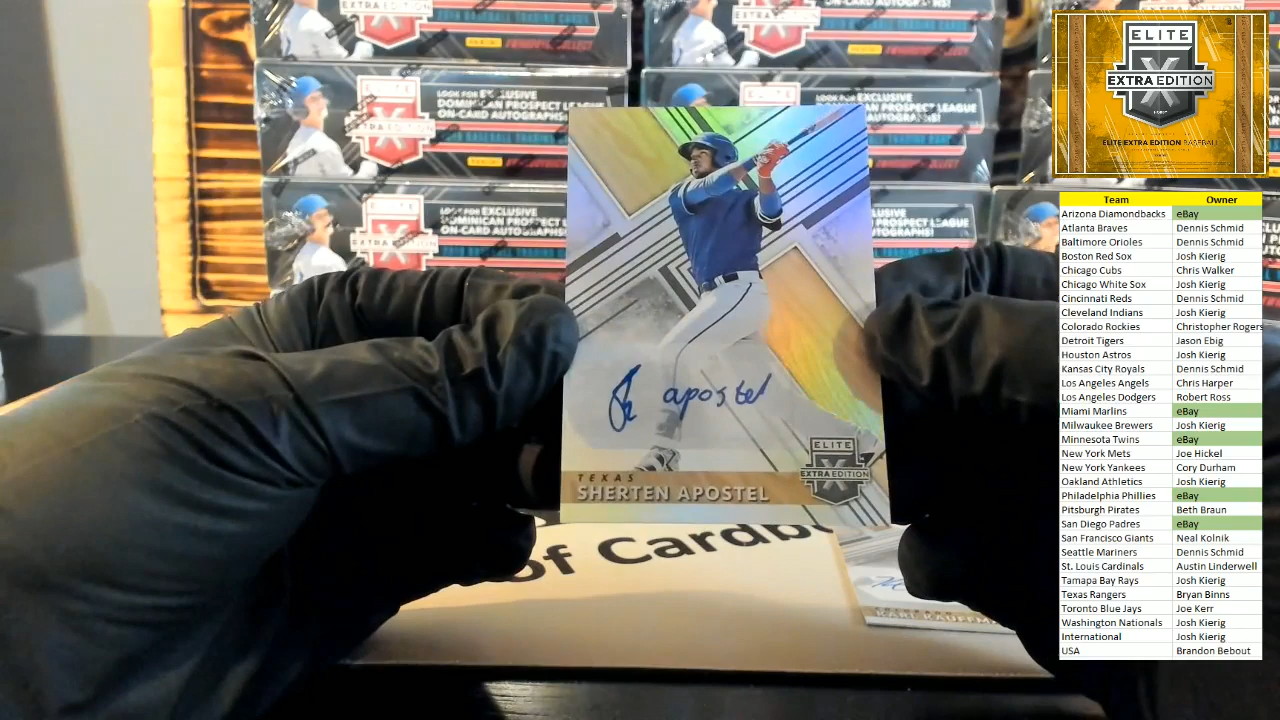 TRADING CARDS
PANINI
ELITE
EXTRA EDITION
LOOK FOR EXCLUSIVE
DOMINICAN PROSPECT LEAGUE
ON-CARD AUTOGRAPHS!
ELITE
EXTRA EDITION
ELITE EXTRA EDITION BASEBALL
apostel
ELITE
EXTRA EDITION
TEXAS
SHERTEN APOSTEL
of Cardbo
Team Owner
Arizona Diamondbacks eBay
Atlanta Braves Dennis Schmid
Baltimore Orioles Dennis Schmid
Boston Red Sox Josh Kierig
Chicago Cubs Chris Walker
Chicago White Sox Josh Kierig
Cincinnati Reds Dennis Schmid
Cleveland Indians Josh Kierig
Colorado Rockies Christopher Rogers
Detroit Tigers Jason Ebig
Houston Astros Josh Kierig
Kansas City Royals Dennis Schmid
Los Angeles Angels Chris Harper
Los Angeles Dodgers Robert Ross
Miami Marlins eBay
Milwaukee Brewers Josh Kierig
Minnesota Twins eBay
New York Mets Joe Hickel
New York Yankees Cory Durham
Oakland Athletics Josh Kierig
Philadelphia Phillies eBay
Pittsburgh Pirates Beth Braun
San Diego Padres eBay
San Francisco Giants Neal Kolnik
Seattle Mariners Dennis Schmid
St. Louis Cardinals Austin Linderwell
Tamapa Bay Rays Josh Kierig
Texas Rangers Bryan Binns
Toronto Blue Jays Joe Kerr
Washington Nationals Josh Kierig
International Josh Kierig
USA Brandon Bebout